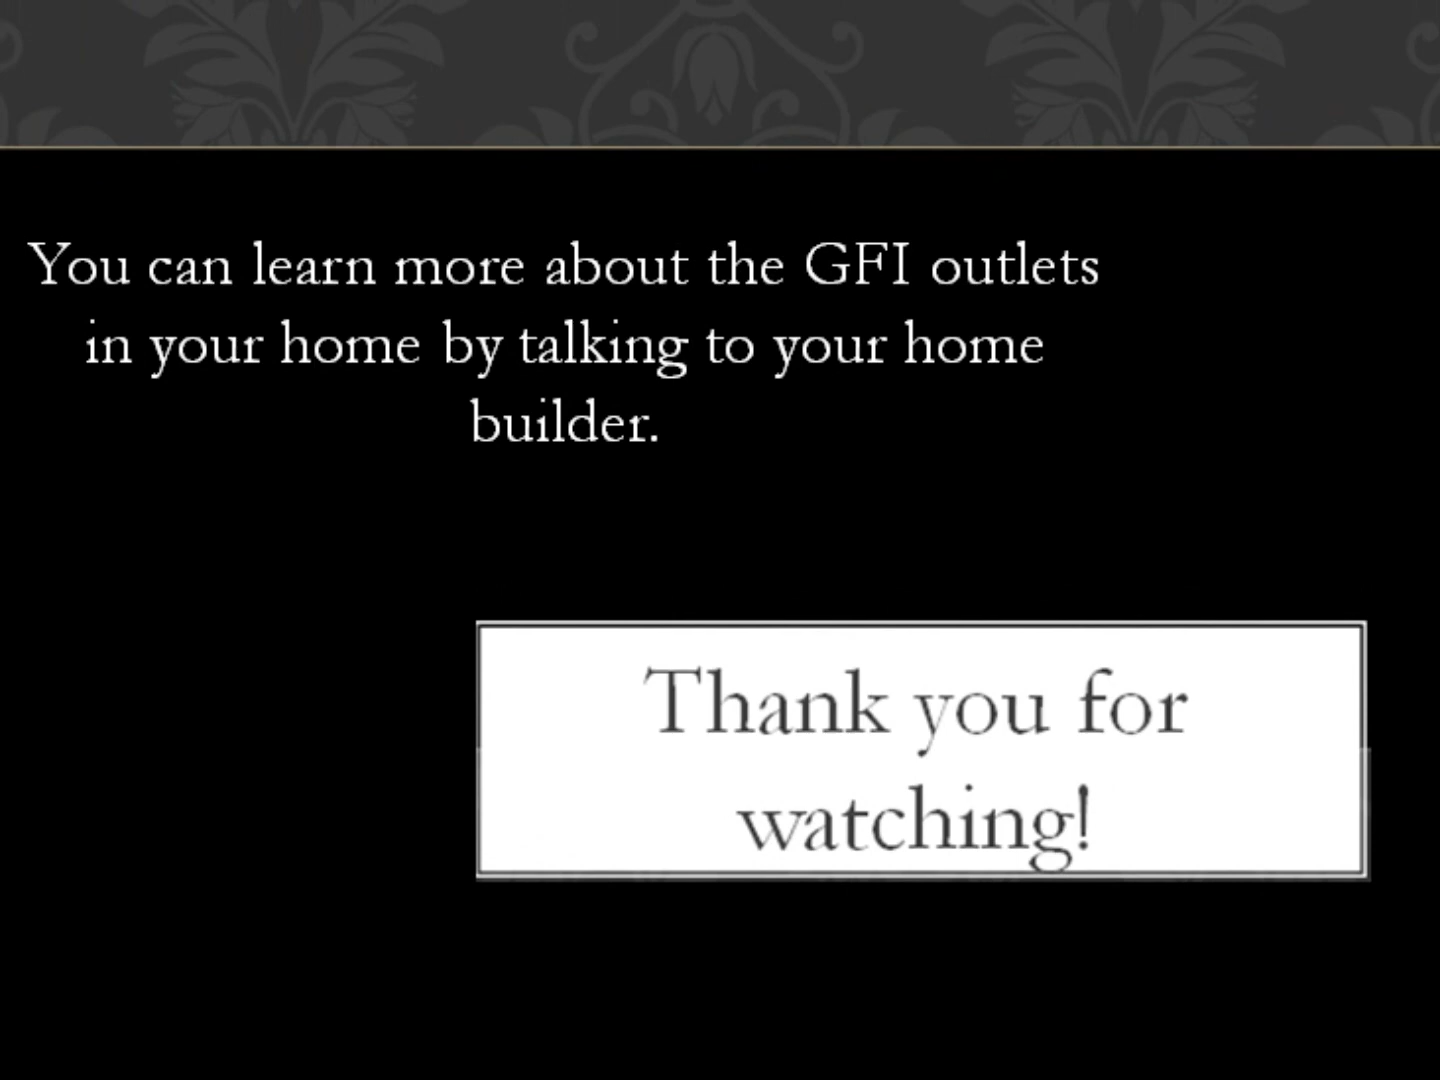 You can learn more about the GFI outlets
in your home by talking to your home
builder.
Thank you for
watching!